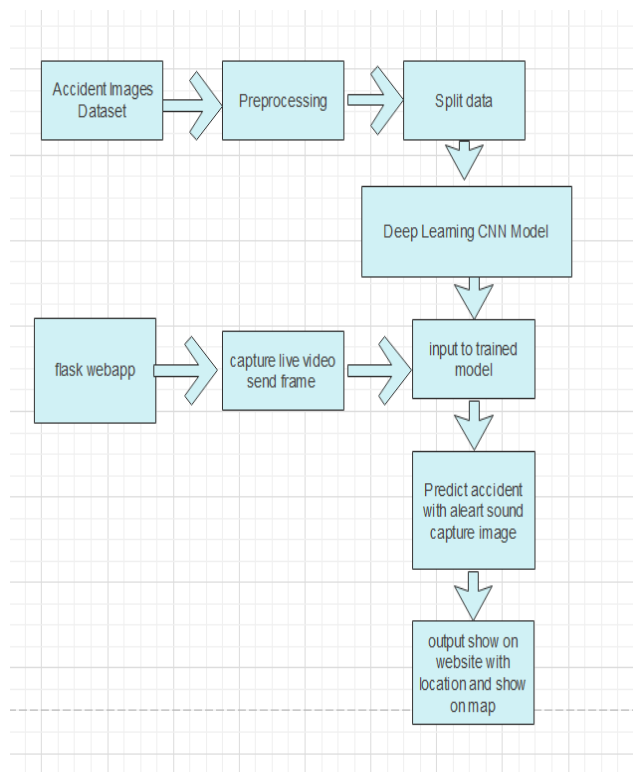 Accident Images
Dataset
Preprocessing
Split data
Deep Learning CNN Model
flask webapp
capture live video
send frame
input to trained
model
Predict accident
with aleart sound
capture image
output show on
website with
location and show
on map